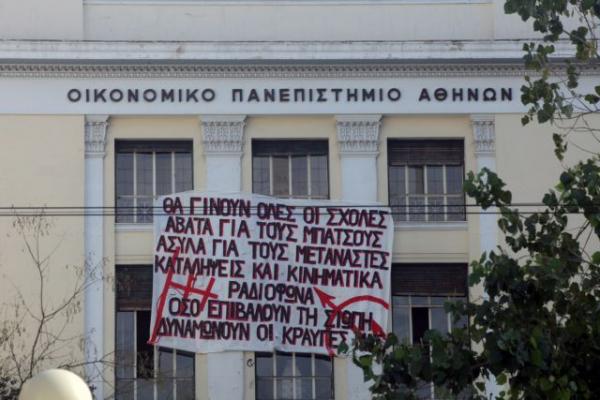 ΟΙΚΟΝΟΜΙΚΟ ΠΑΝΕΠΙΣΤΗΜΙΟ ΑΘΗΝΩΝ
ΘΑ ΓΙΝΟΥΝ ΟΛΕΣ ΟΙ ΣΧΟΛΕΣ
ΑΒΑΤΑ ΓΙΑ ΤΟΥΣ ΜΠΑΤΣΟΥΣ
ΑΣΥΛΑ ΓΙΑ ΤΟΥΣ ΜΕΤΑΝΑΣΤΕΣ
ΚΑΤΑΛΗΨΕΙΣ ΚΑΙ ΚΙΝΗΜΑΤΙΚΑ
ΡΑΔΙΟΦΩΝΑ
ΟΣΟ ΕΠΙΒΑΛΟΥΝ ΤΗ ΣΙΩΠΗ
ΔΥΝΑΜΩΝΟΥΝ ΟΙ ΚΡΑΥΓΕΣ